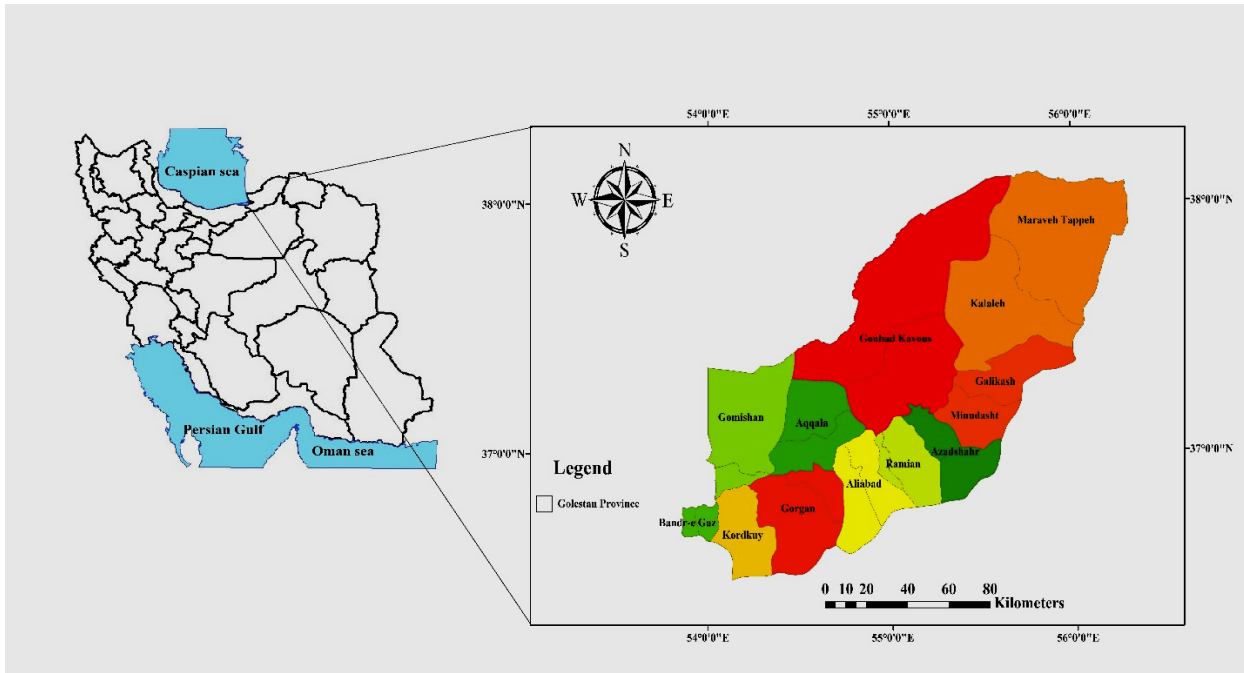 Caspian sea
Persian Gulf
Oman sea
54°0'0"E
55°0'0"E
56°0'0"E
N
W
E
S
38°0'0"N
38°0'0"N
Maraveh Tappeh
Kalaleh
Gonbad Kavous
Galikash
Minudasht
Gomishan
Aqqala
Azadshahr
Ramian
Aliabad
37°0'0"N
37°0'0"N
Legend
Golestan Province
Gorgan
Bandr-e Gaz
Kordkuy
0 10 20 40 60 80
Kilometers
54°0'0"E
55°0'0"E
56°0'0"E